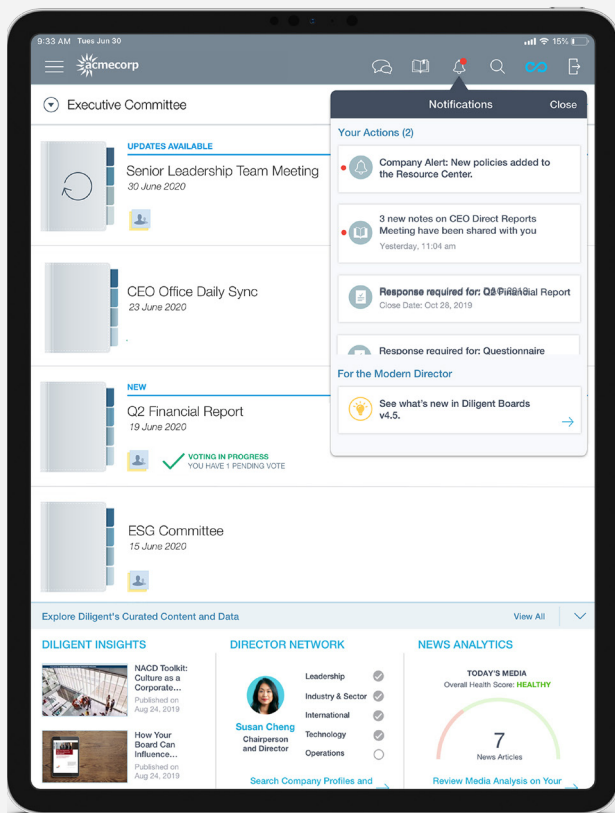 9:33 AM Tues Jun 30
15%
acmecorp
Executive Committee
Notifications
Close
Your Actions (2)
Company Alert: New policies added to
the Resource Center.
3 new notes on CEO Direct Reports
Meeting have been shared with you
Yesterday, 11:04 am
Response required for: Financial Report
Close Date: Oct 28, 2019
Response required for: Questionnaire
For the Modern Director
See what's new in Diligent Boards
v4.5.
UPDATES AVAILABLE
Senior Leadership Team Meeting
30 June 2020
CEO Office Daily Sync
23 June 2020
NEW
Q2 Financial Report
19 June 2020
VOTING IN PROGRESS
YOU HAVE 1 PENDING VOTE
ESG Committee
15 June 2020
Explore Diligent's Curated Content and Data
View All
DILIGENT INSIGHTS
NACD Toolkit:
Culture as a
Corporate...
Published on
Aug 24, 2019
How Your
Board Can
Influence...
Published on
Aug 24, 2019
DIRECTOR NETWORK
Susan Cheng
Chairperson
and Director
Leadership
Industry & Sector
International
Technology
Operations
Search Company Profiles and
NEWS ANALYTICS
TODAY'S MEDIA
Overall Health Score: HEALTHY
7
News Articles
Review Media Analysis on Your